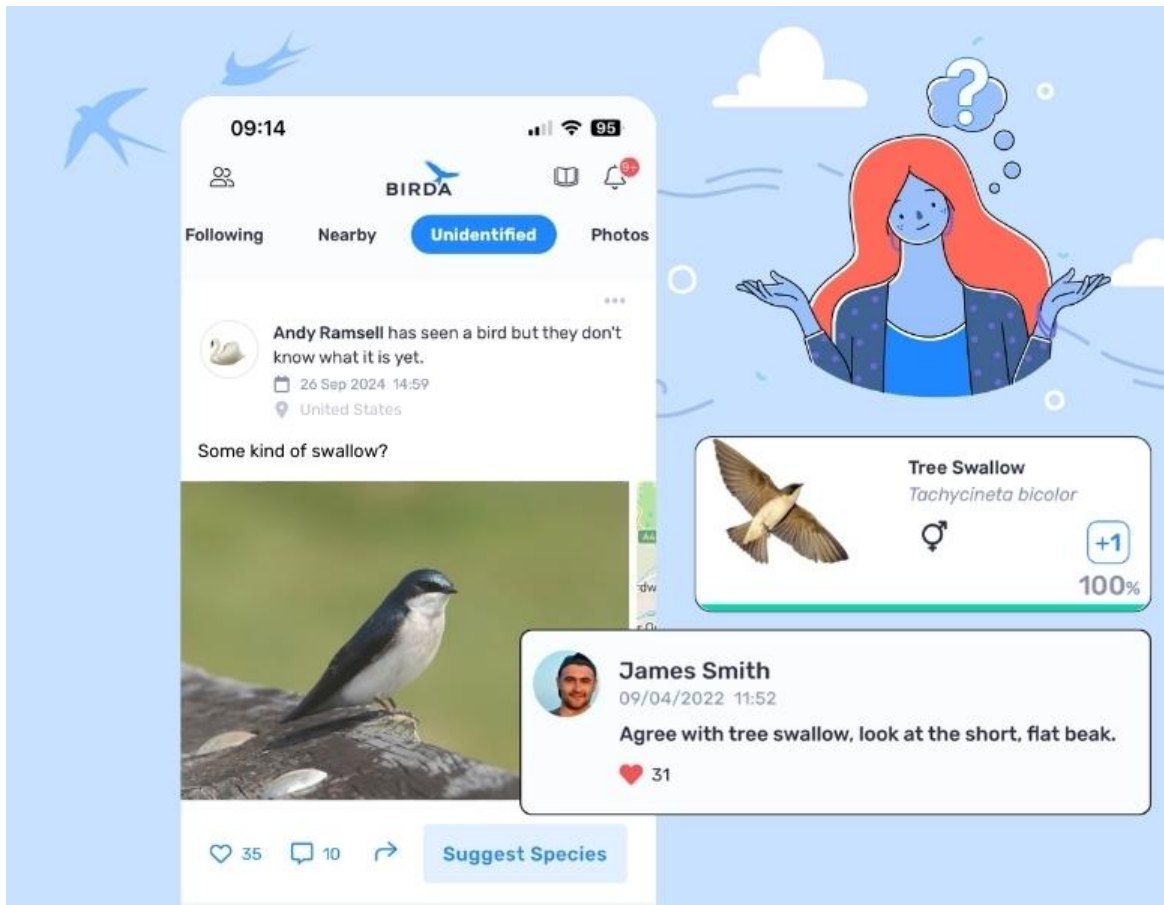 09:14
95
BIRDA
9+
Following Nearby Unidentified Photos
Andy Ramsell has seen a bird but they don't
know what it is yet.
26 Sep 2024 14:59
United States
Some kind of swallow?
?
Tree Swallow
Tachycineta bicolor
+1
100%
James Smith
09/04/2022 11:52
Agree with tree swallow, look at the short, flat beak.
31
35 10 Suggest Species